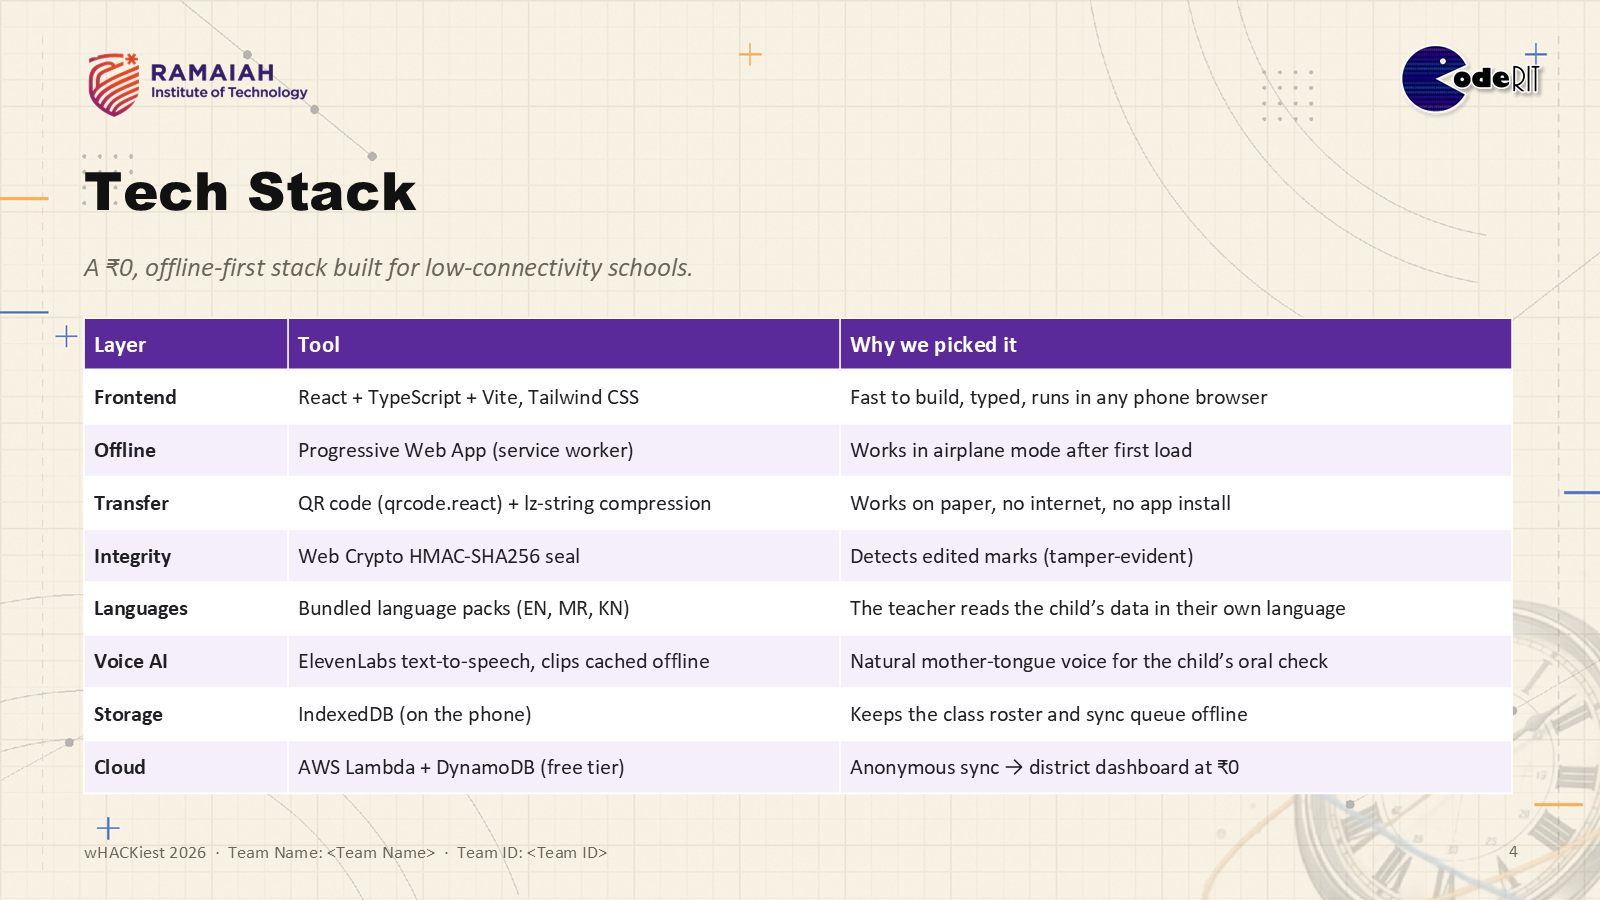 RAMAIAH
Institute of Technology
odeRIT
Tech Stack
A ₹0, offline-first stack built for low-connectivity schools.
Layer Tool Why we picked it
Frontend React + TypeScript + Vite, Tailwind CSS Fast to build, typed, runs in any phone browser
Offline Progressive Web App (service worker) Works in airplane mode after first load
Transfer QR code (qrcode.react) + lz-string compression Works on paper, no internet, no app install
Integrity Web Crypto HMAC-SHA256 seal Detects edited marks (tamper-evident)
Languages Bundled language packs (EN, MR, KN) The teacher reads the child’s data in their own language
Voice AI ElevenLabs text-to-speech, clips cached offline Natural mother-tongue voice for the child’s oral check
Storage IndexedDB (on the phone) Keeps the class roster and sync queue offline
Cloud AWS Lambda + DynamoDB (free tier) Anonymous sync → district dashboard at ₹0
wHACKiest 2026 · Team Name: <Team Name> · Team ID: <Team ID> 4